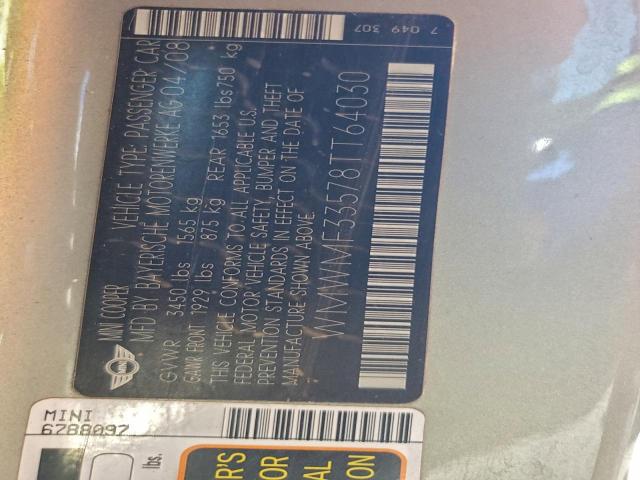 7 049 307
MINI COOPER VEHICLE TYPE: PASSENGER CAR
MFD BY BAYERISCHE MOTORENWERKE AG 04/08
GVWR 3450 lbs 1565 kg
GAWR FRONT 1929 lbs 875 kg REAR 1653 lbs 750 kg
THIS VEHICLE CONFORMS TO ALL APPLICABLE U.S.
FEDERAL MOTOR VEHICLE SAFETY, BUMPER AND THEFT
PREVENTION STANDARDS IN EFFECT ON THE DATE OF
MANUFACTURE SHOWN ABOVE.
WMWMF33578TT64030
MINI
6788097
lbs.
R'S
OR
AL
ON